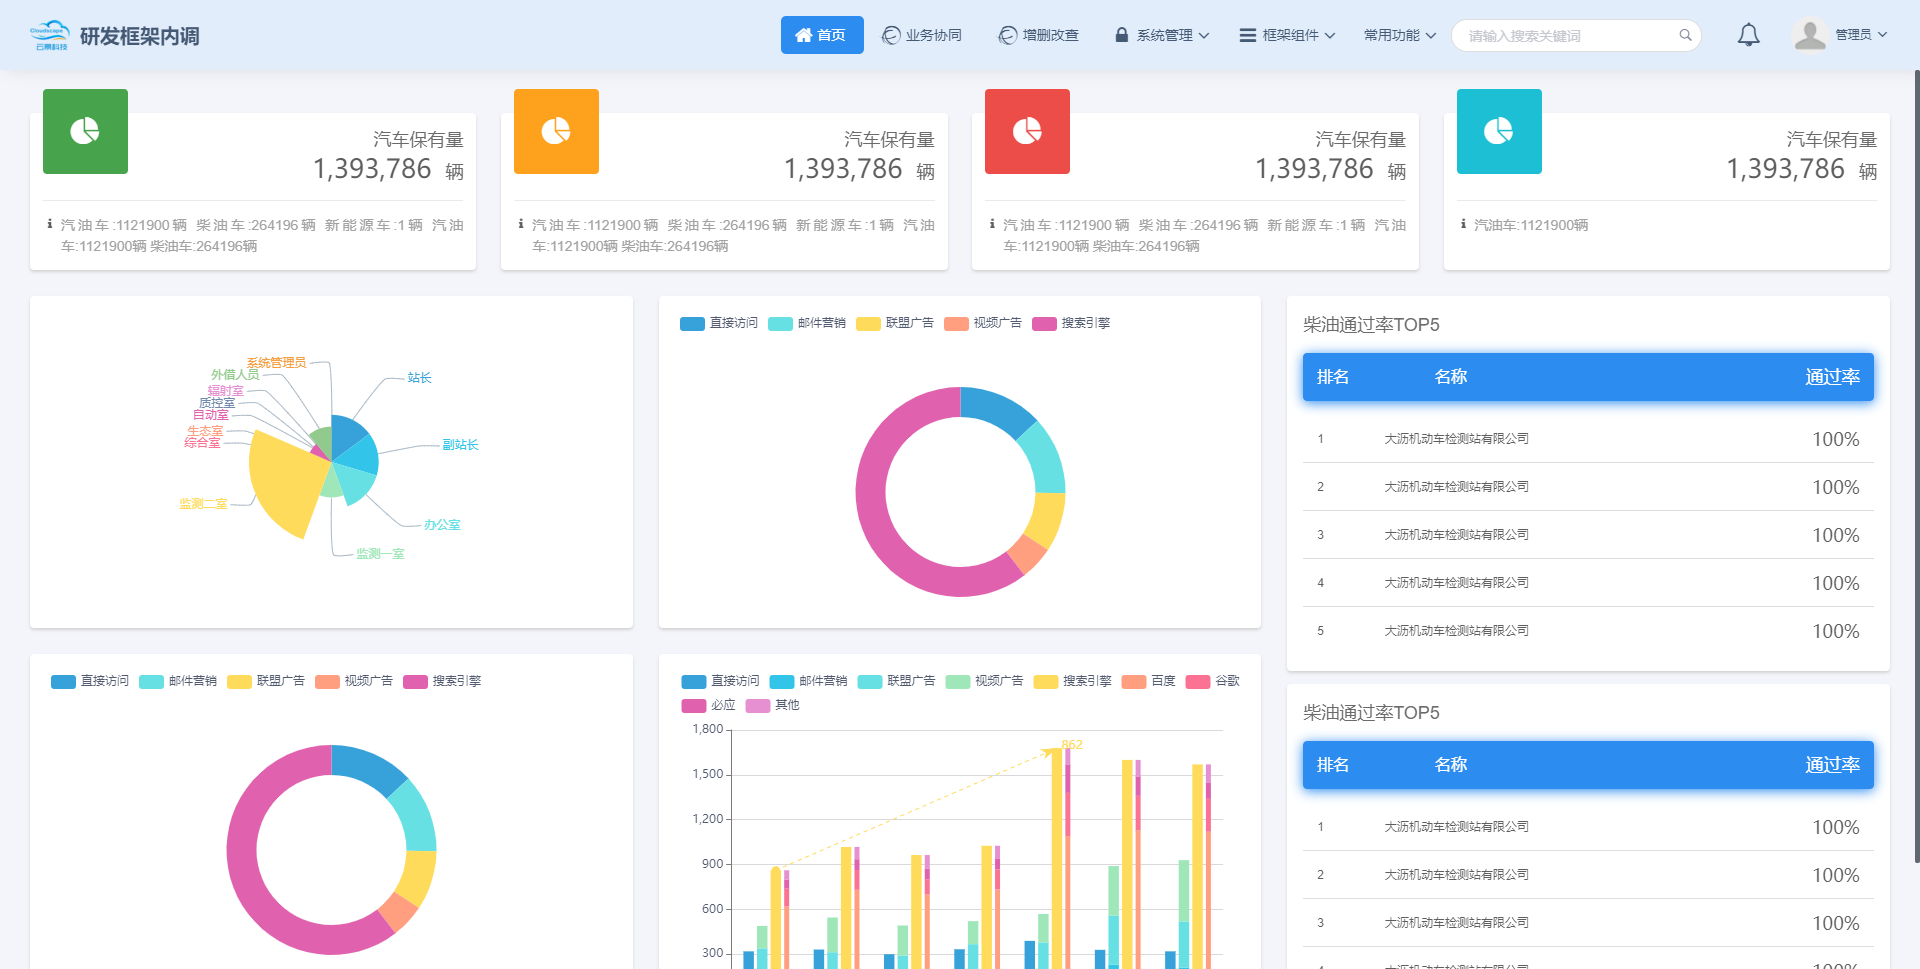 Cloudscape
云景科技
研发框架内调
首页
业务协同
增删改查
系统管理
框架组件
常用功能
请输入搜索关键词
管理员
汽车保有量
1,393,786 辆
汽油车:1121900辆 柴油车:264196辆 新能源车:1辆 汽油
车:1121900辆 柴油车:264196辆
汽车保有量
1,393,786 辆
汽油车:1121900辆 柴油车:264196辆 新能源车:1辆 汽油
车:1121900辆 柴油车:264196辆
汽车保有量
1,393,786 辆
汽油车:1121900辆 柴油车:264196辆 新能源车:1辆 汽油
车:1121900辆 柴油车:264196辆
汽车保有量
1,393,786 辆
汽油车:1121900辆
系统管理员
外借人员
辐射室
质控室
自动室
生态室
综合室
监测二室
站长
副站长
办公室
监测一室
直接访问 邮件营销 联盟广告 视频广告 搜索引擎
柴油通过率TOP5
排名 名称 通过率
1 大沥机动车检测站有限公司 100%
2 大沥机动车检测站有限公司 100%
3 大沥机动车检测站有限公司 100%
4 大沥机动车检测站有限公司 100%
5 大沥机动车检测站有限公司 100%
直接访问 邮件营销 联盟广告 视频广告 搜索引擎
直接访问 邮件营销 联盟广告 视频广告 搜索引擎 百度 谷歌
必应 其他
1,800
862
1,500
1,200
900
600
300
柴油通过率TOP5
排名 名称 通过率
1 大沥机动车检测站有限公司 100%
2 大沥机动车检测站有限公司 100%
3 大沥机动车检测站有限公司 100%